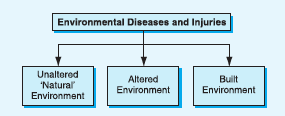 Environmental Diseases and Injuries
Unaltered
'Natural'
Environment
Altered
Environment
Built
Environment